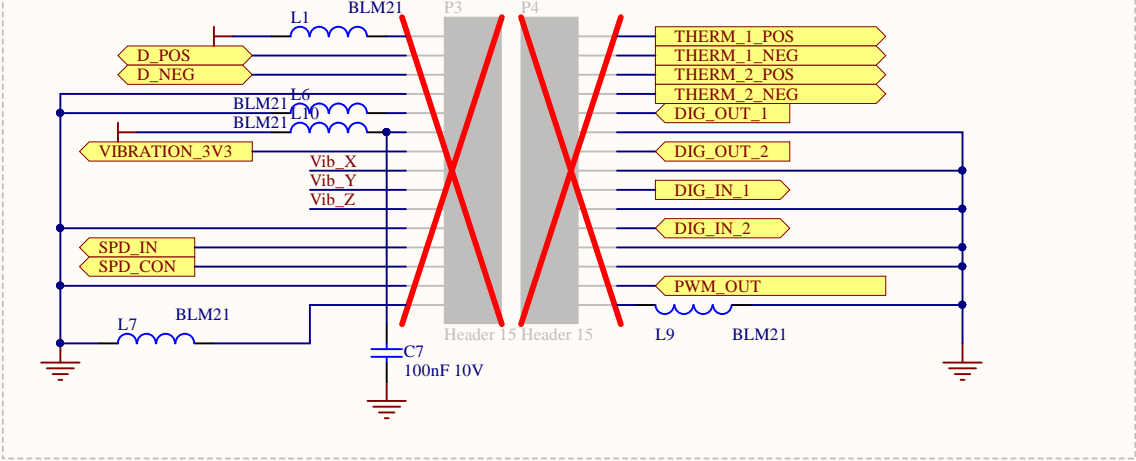 BLM21
P3
P4
L1
THERM_1_POS
D_POS
THERM_1_NEG
D_NEG
THERM_2_POS
L6
THERM_2_NEG
BLM21
L10
DIG_OUT_1
BLM21
VIBRATION_3V3
DIG_OUT_2
Vib_X
Vib_Y
DIG_IN_1
Vib_Z
DIG_IN_2
SPD_IN
SPD_CON
PWM_OUT
BLM21
L7
Header 15
Header 15
L9
BLM21
C7
100nF 10V